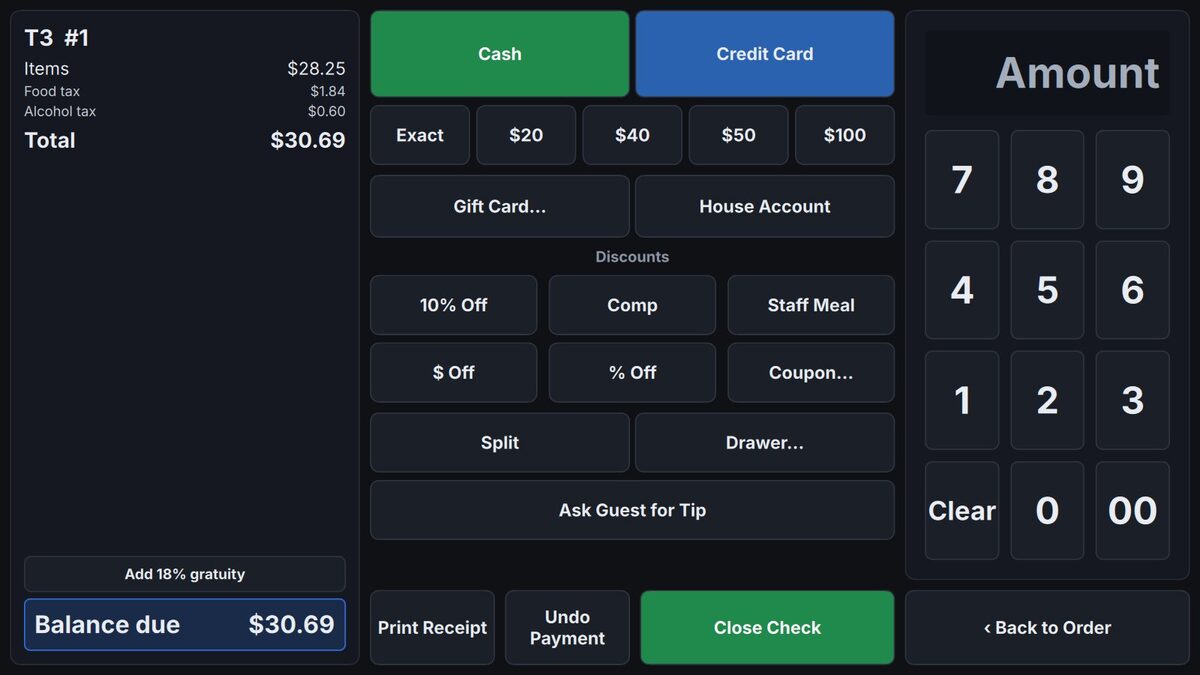 T3 #1
Items $28.25
Food tax $1.84
Alcohol tax $0.60
Total $30.69
Add 18% gratuity
Balance due $30.69
Cash Credit Card
Exact $20 $40 $50 $100
Gift Card... House Account
Discounts
10% Off Comp Staff Meal
$ Off % Off Coupon...
Split Drawer...
Ask Guest for Tip
Print Receipt
Undo
Payment
Close Check
Amount
7 8 9
4 5 6
1 2 3
Clear 0 00
‹ Back to Order